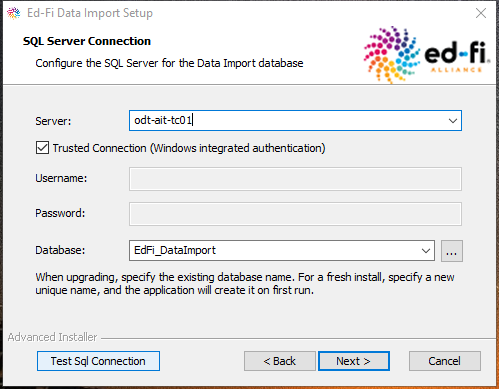 Ed-Fi Data Import Setup
SQL Server Connection
Configure the SQL Server for the Data Import database
ed-fi
ALLIANCE
Server:
odt-ait-tc01
Trusted Connection (Windows integrated authentication)
Username:
Password:
Database:
EdFi_DataImport
...
When upgrading, specify the existing database name. For a fresh install, specify a new
unique name, and the application will create it on first run.
Advanced Installer
Test Sql Connection
< Back
Next >
Cancel